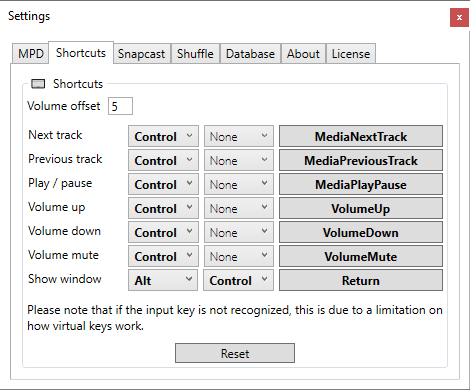 Settings
x
MPD Shortcuts Snapcast Shuffle Database About License
Shortcuts
Volume offset 5
Next track Control None MediaNextTrack
Previous track Control None MediaPreviousTrack
Play / pause Control None MediaPlayPause
Volume up Control None VolumeUp
Volume down Control None VolumeDown
Volume mute Control None VolumeMute
Show window Alt Control Return
Please note that if the input key is not recognized, this is due to a limitation on
how virtual keys work.
Reset